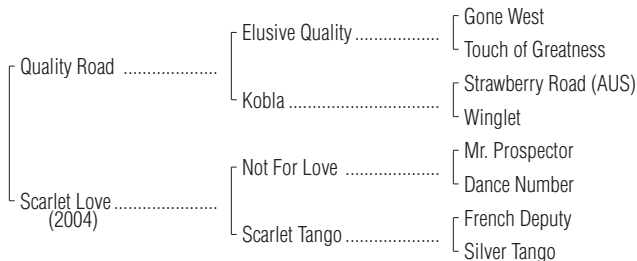 Gone West
Elusive Quality ..................
Touch of Greatness
Quality Road ....................
Strawberry Road (AUS)
Kobla ................................
Winglet
Mr. Prospector
Not For Love ....................
Dance Number
Scarlet Love ......................
(2004)
French Deputy
Scarlet Tango ....................
Silver Tango